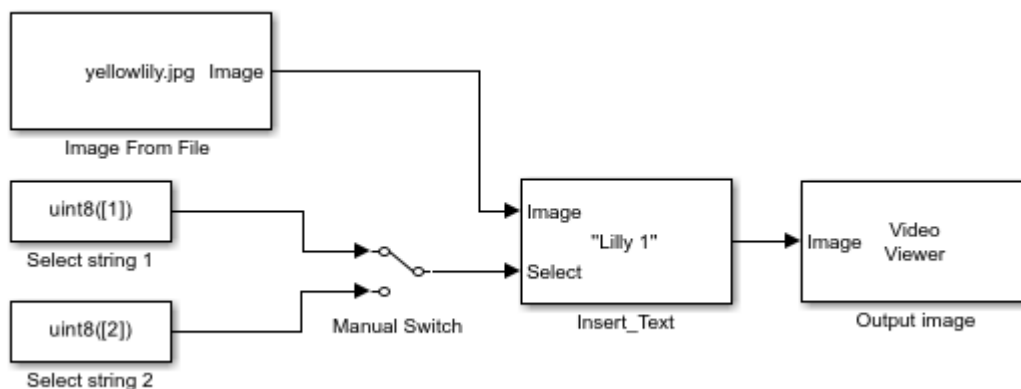 yellowlily.jpg Image
Image From File
uint8([1])
Select string 1
uint8([2])
Select string 2
Manual Switch
Image
"Lilly 1"
Select
Insert_Text
Image
Video
Viewer
Output image